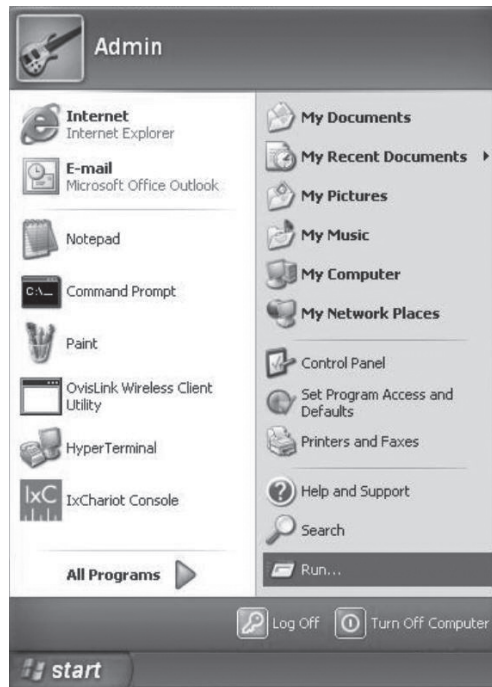 Admin
Internet
Internet Explorer
E-mail
Microsoft Office Outlook
Notepad
C:\_
Command Prompt
Paint
OvisLink Wireless Client
Utility
HyperTerminal
IxC
IxChariot Console
All Programs
My Documents
My Recent Documents
My Pictures
My Music
My Computer
My Network Places
Control Panel
Set Program Access and
Defaults
Printers and Faxes
Help and Support
Search
Run...
Log Off
Turn Off Computer
start